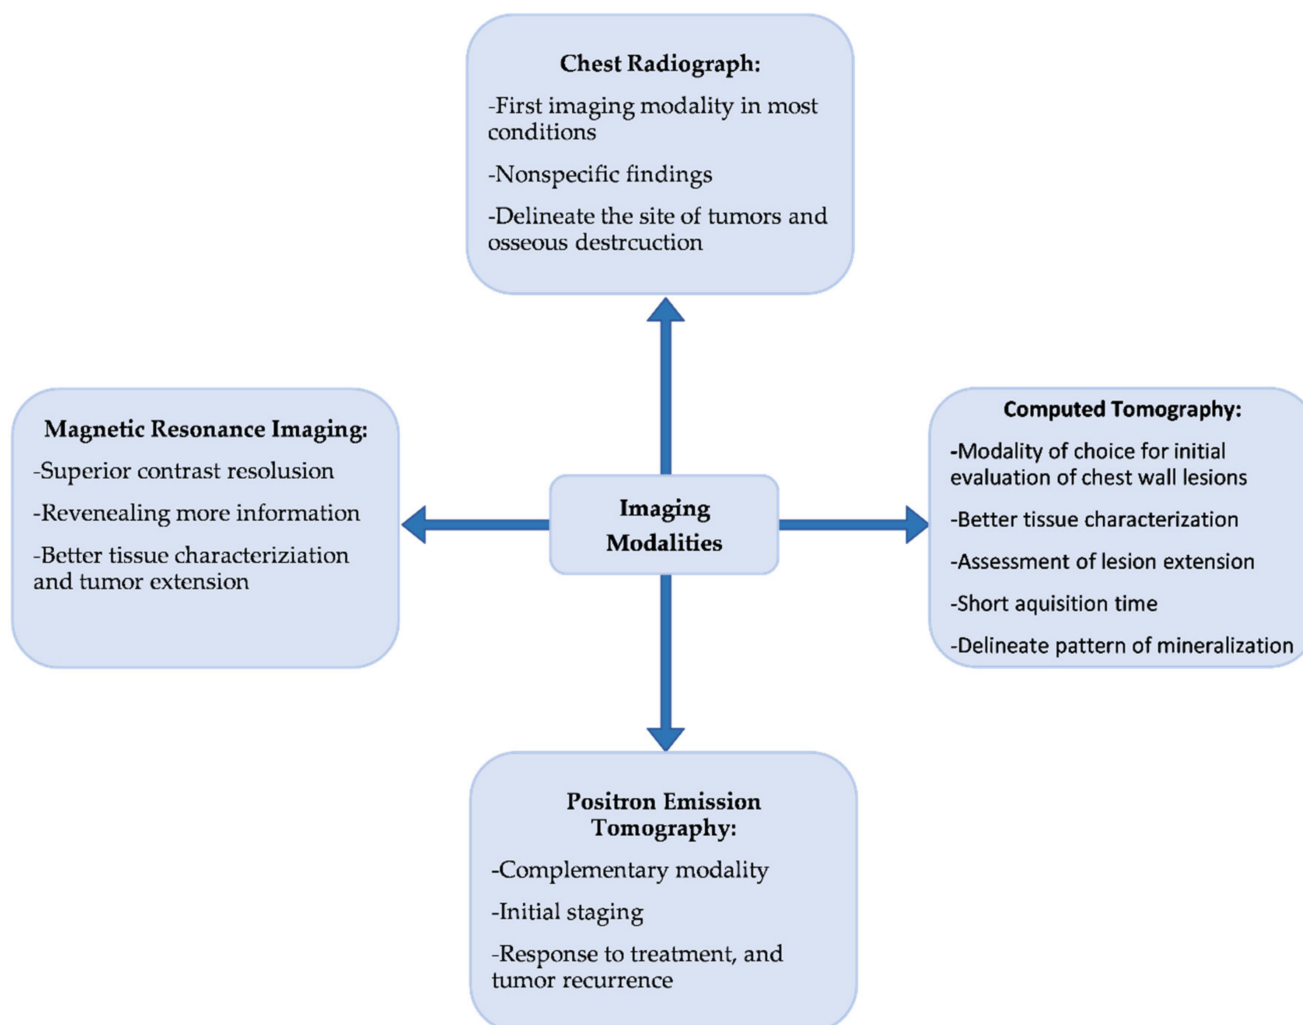 Chest Radiograph:
-First imaging modality in most
conditions
-Nonspecific findings
-Delineate the site of tumors and
osseous destrcuction
Magnetic Resonance Imaging:
-Superior contrast resolusion
-Revenealing more information
-Better tissue characteriziation
and tumor extension
Imaging
Modalities
Computed Tomography:
-Modality of choice for initial
evaluation of chest wall lesions
-Better tissue characterization
-Assessment of lesion extension
-Short aquisition time
-Delineate pattern of mineralization
Positron Emission
Tomography:
-Complementary modality
-Initial staging
-Response to treatment, and
tumor recurrence